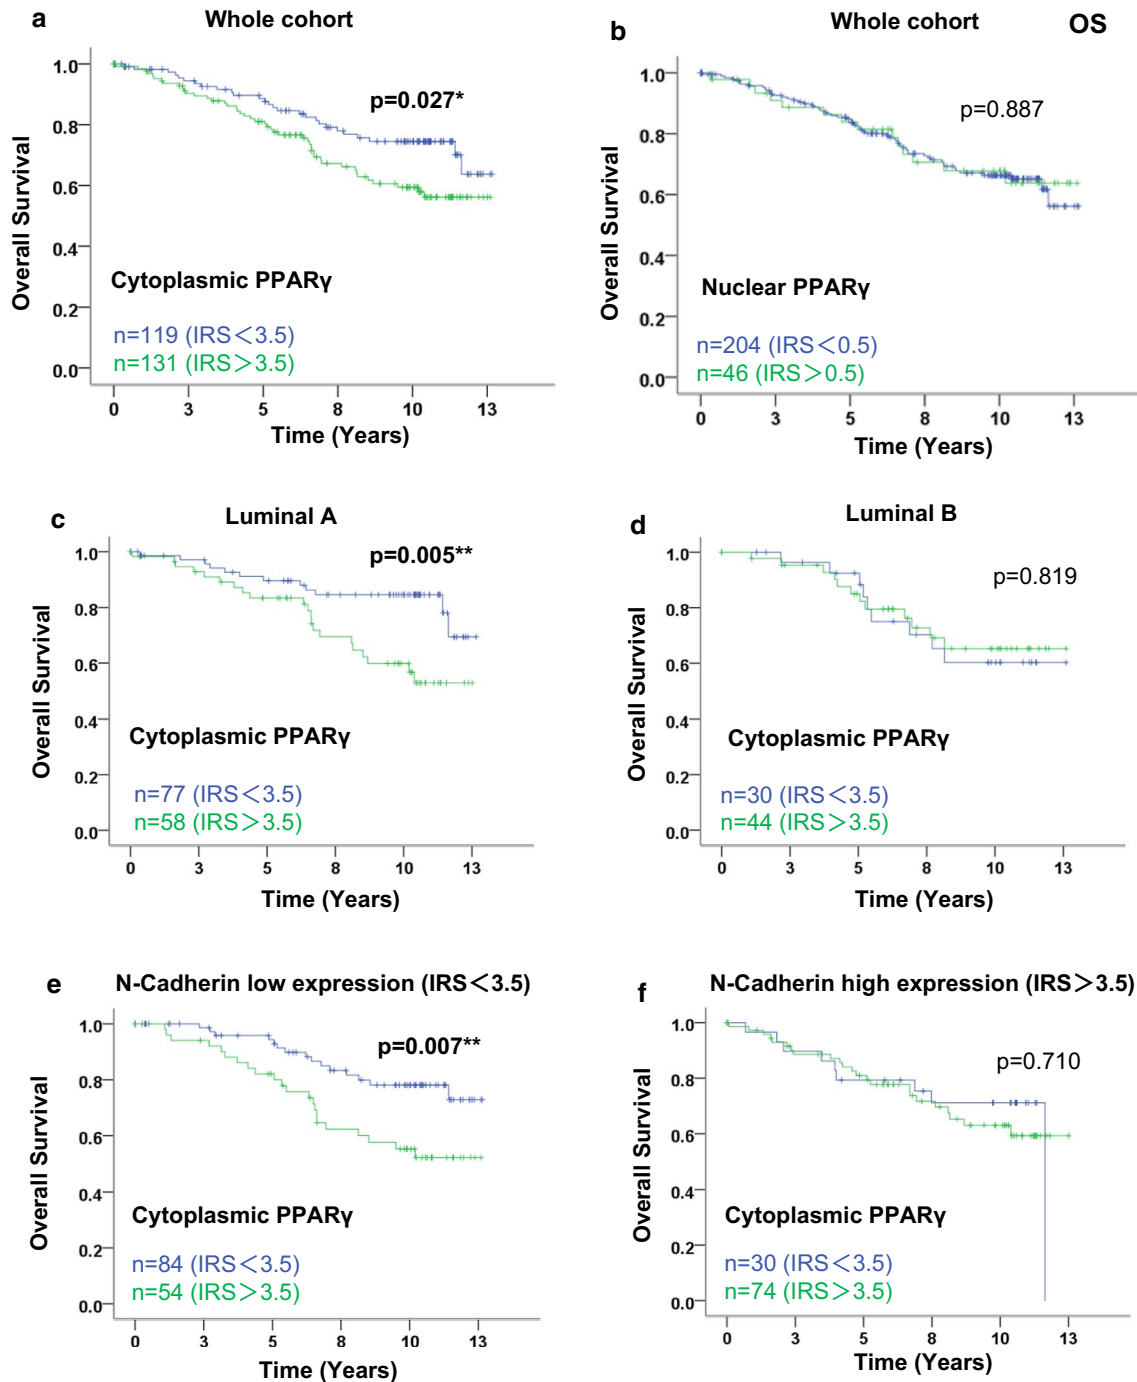 a
Whole cohort
1.0
0.8
0.6
0.4
0.2
0.0
Overall Survival
p=0.027*
Cytoplasmic PPARγ
n=119 (IRS<3.5)
n=131 (IRS>3.5)
0 3 5 8 10 13
Time (Years)
b
Whole cohort
OS
1.0
0.8
0.6
0.4
0.2
0.0
Overall Survival
p=0.887
Nuclear PPARγ
n=204 (IRS<0.5)
n=46 (IRS>0.5)
0 3 5 8 10 13
Time (Years)
c
Luminal A
1.0
0.8
0.6
0.4
0.2
0.0
Overall Survival
p=0.005**
Cytoplasmic PPARγ
n=77 (IRS<3.5)
n=58 (IRS>3.5)
0 3 5 8 10 13
Time (Years)
d
Luminal B
1.0
0.8
0.6
0.4
0.2
0.0
Overall Survival
p=0.819
Cytoplasmic PPARγ
n=30 (IRS<3.5)
n=44 (IRS>3.5)
0 3 5 8 10 13
Time (Years)
e
N-Cadherin low expression (IRS<3.5)
1.0
0.8
0.6
0.4
0.2
0.0
Overall Survival
p=0.007**
Cytoplasmic PPARγ
n=84 (IRS<3.5)
n=54 (IRS>3.5)
0 3 5 8 10 13
Time (Years)
f
N-Cadherin high expression (IRS>3.5)
1.0
0.8
0.6
0.4
0.2
0.0
Overall Survival
p=0.710
Cytoplasmic PPARγ
n=30 (IRS<3.5)
n=74 (IRS>3.5)
0 3 5 8 10 13
Time (Years)